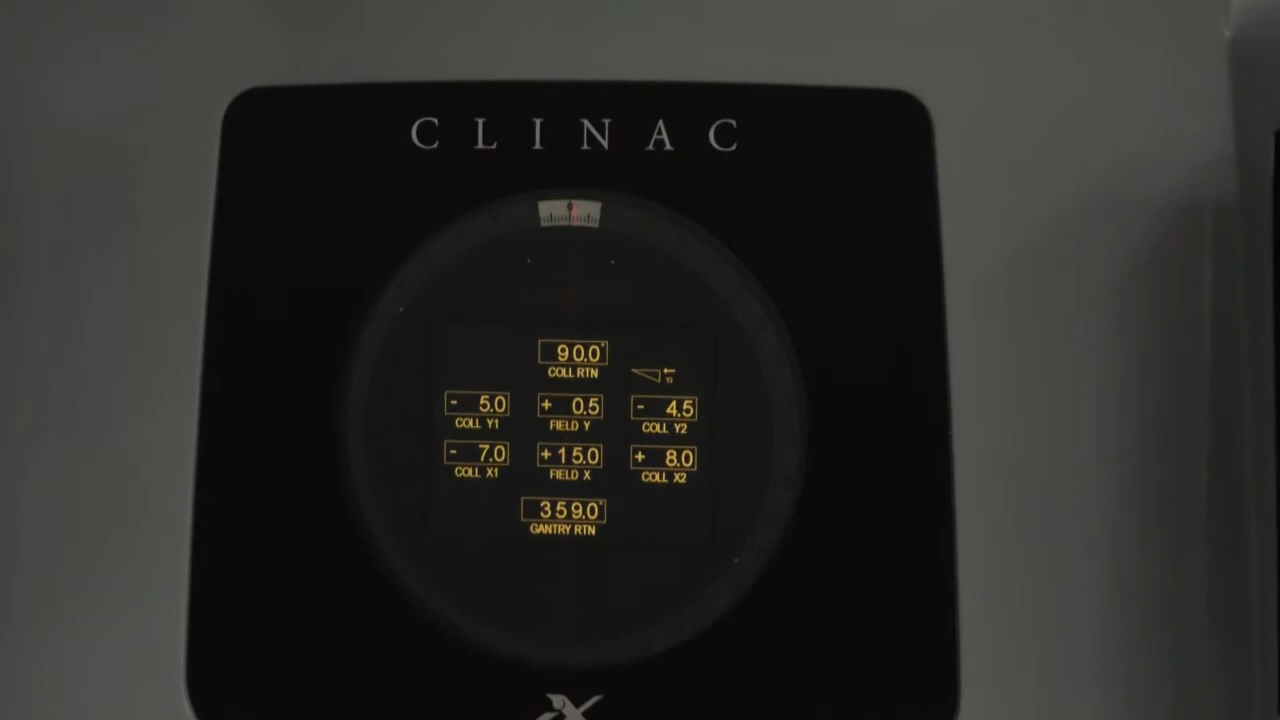 CLINAC
90.0°
COLL RTN
- 5.0 + 0.5 - 4.5
COLL Y1 FIELD Y COLL Y2
- 7.0 +15.0 + 8.0
COLL X1 FIELD X COLL X2
359.0°
GANTRY RTN